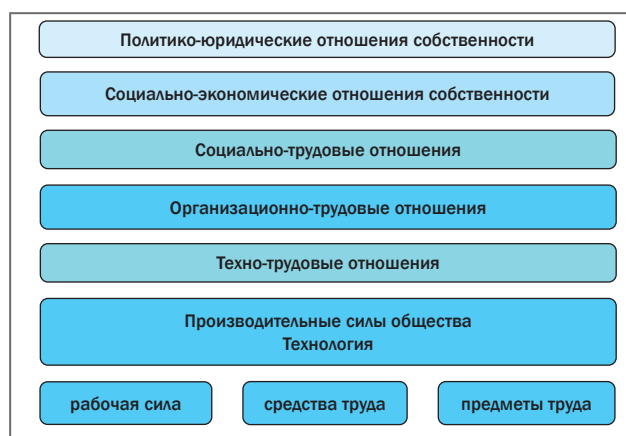 Политико-юридические отношения собственности
Социально-экономические отношения собственности
Социально-трудовые отношения
Организационно-трудовые отношения
Техно-трудовые отношения
Производительные силы общества
Технология
рабочая сила
средства труда
предметы труда